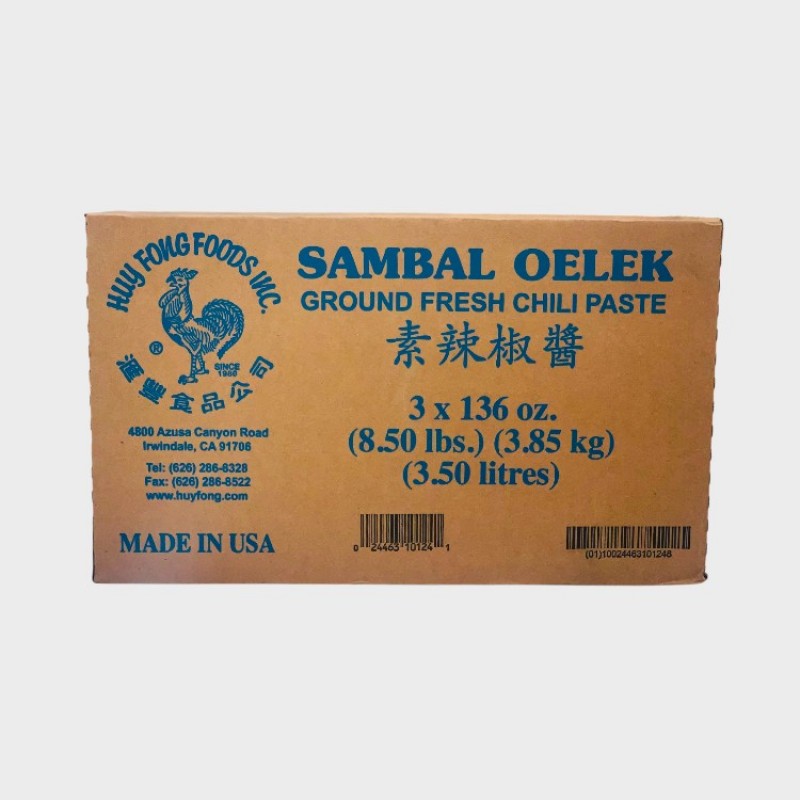 HUY FONG FOODS INC.
®
SINCE
1980
滙豐食品公司
4800 Azusa Canyon Road
Irwindale, CA 91706
Tel: (626) 286-8328
Fax: (626) 286-8522
www.huyfong.com
MADE IN USA
SAMBAL OELEK
GROUND FRESH CHILI PASTE
素辣椒醬
3 x 136 oz.
(8.50 lbs.) (3.85 kg)
(3.50 litres)
0 24463 10124 1
(01)10024463101248